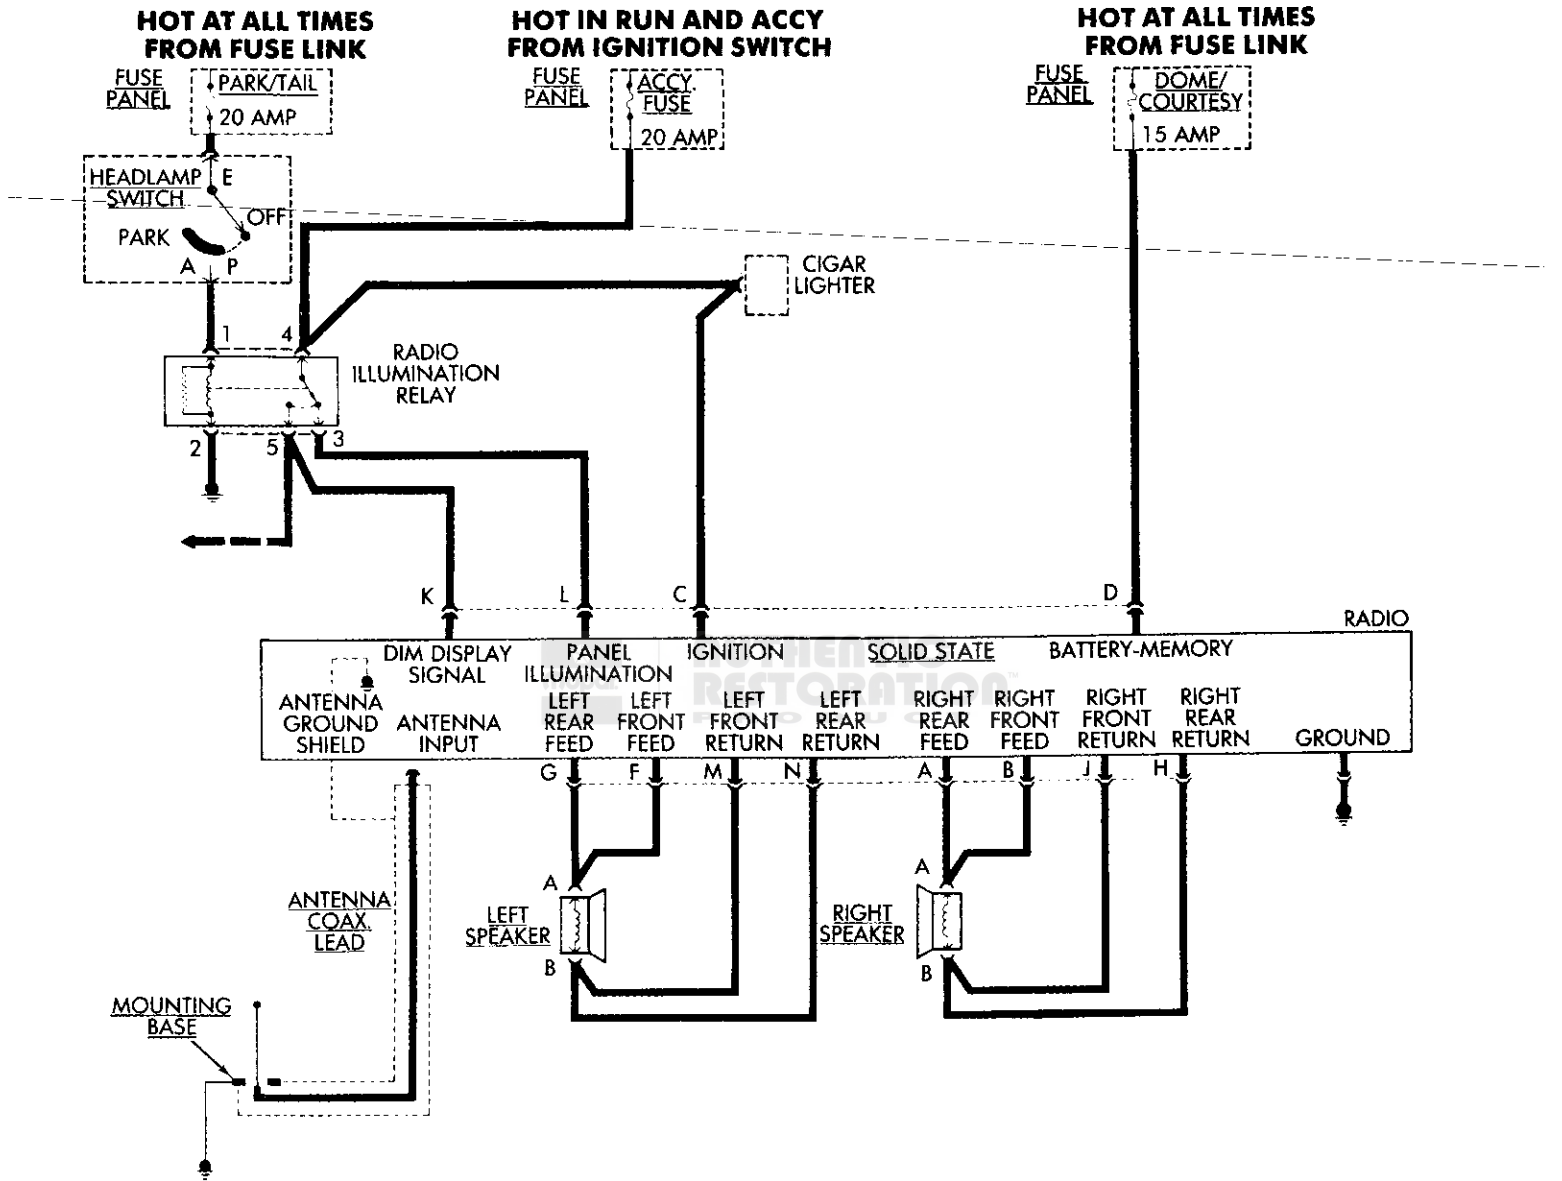 HOT AT ALL TIMES
FROM FUSE LINK
HOT IN RUN AND ACCY
FROM IGNITION SWITCH
HOT AT ALL TIMES
FROM FUSE LINK
FUSE
PANEL
PARK/TAIL
20 AMP
FUSE
PANEL
ACCY.
FUSE
20 AMP
FUSE
PANEL
DOME/
COURTESY
15 AMP
HEADLAMP
SWITCH
E
OFF
PARK
A
P
CIGAR
LIGHTER
1
4
RADIO
ILLUMINATION
RELAY
2
5
3
K
L
C
D
RADIO
DIM DISPLAY
SIGNAL
PANEL
ILLUMINATION
IGNITION
SOLID STATE
BATTERY-MEMORY
AUTHENTIC
RESTORATION™
PRODUCT
ANTENNA
GROUND
SHIELD
ANTENNA
INPUT
LEFT
REAR
FEED
LEFT
FRONT
FEED
LEFT
FRONT
RETURN
LEFT
REAR
RETURN
RIGHT
REAR
FEED
RIGHT
FRONT
FEED
RIGHT
FRONT
RETURN
RIGHT
REAR
RETURN
GROUND
G
F
M
N
A
B
J
H
A
LEFT
SPEAKER
B
A
RIGHT
SPEAKER
B
ANTENNA
COAX.
LEAD
MOUNTING
BASE